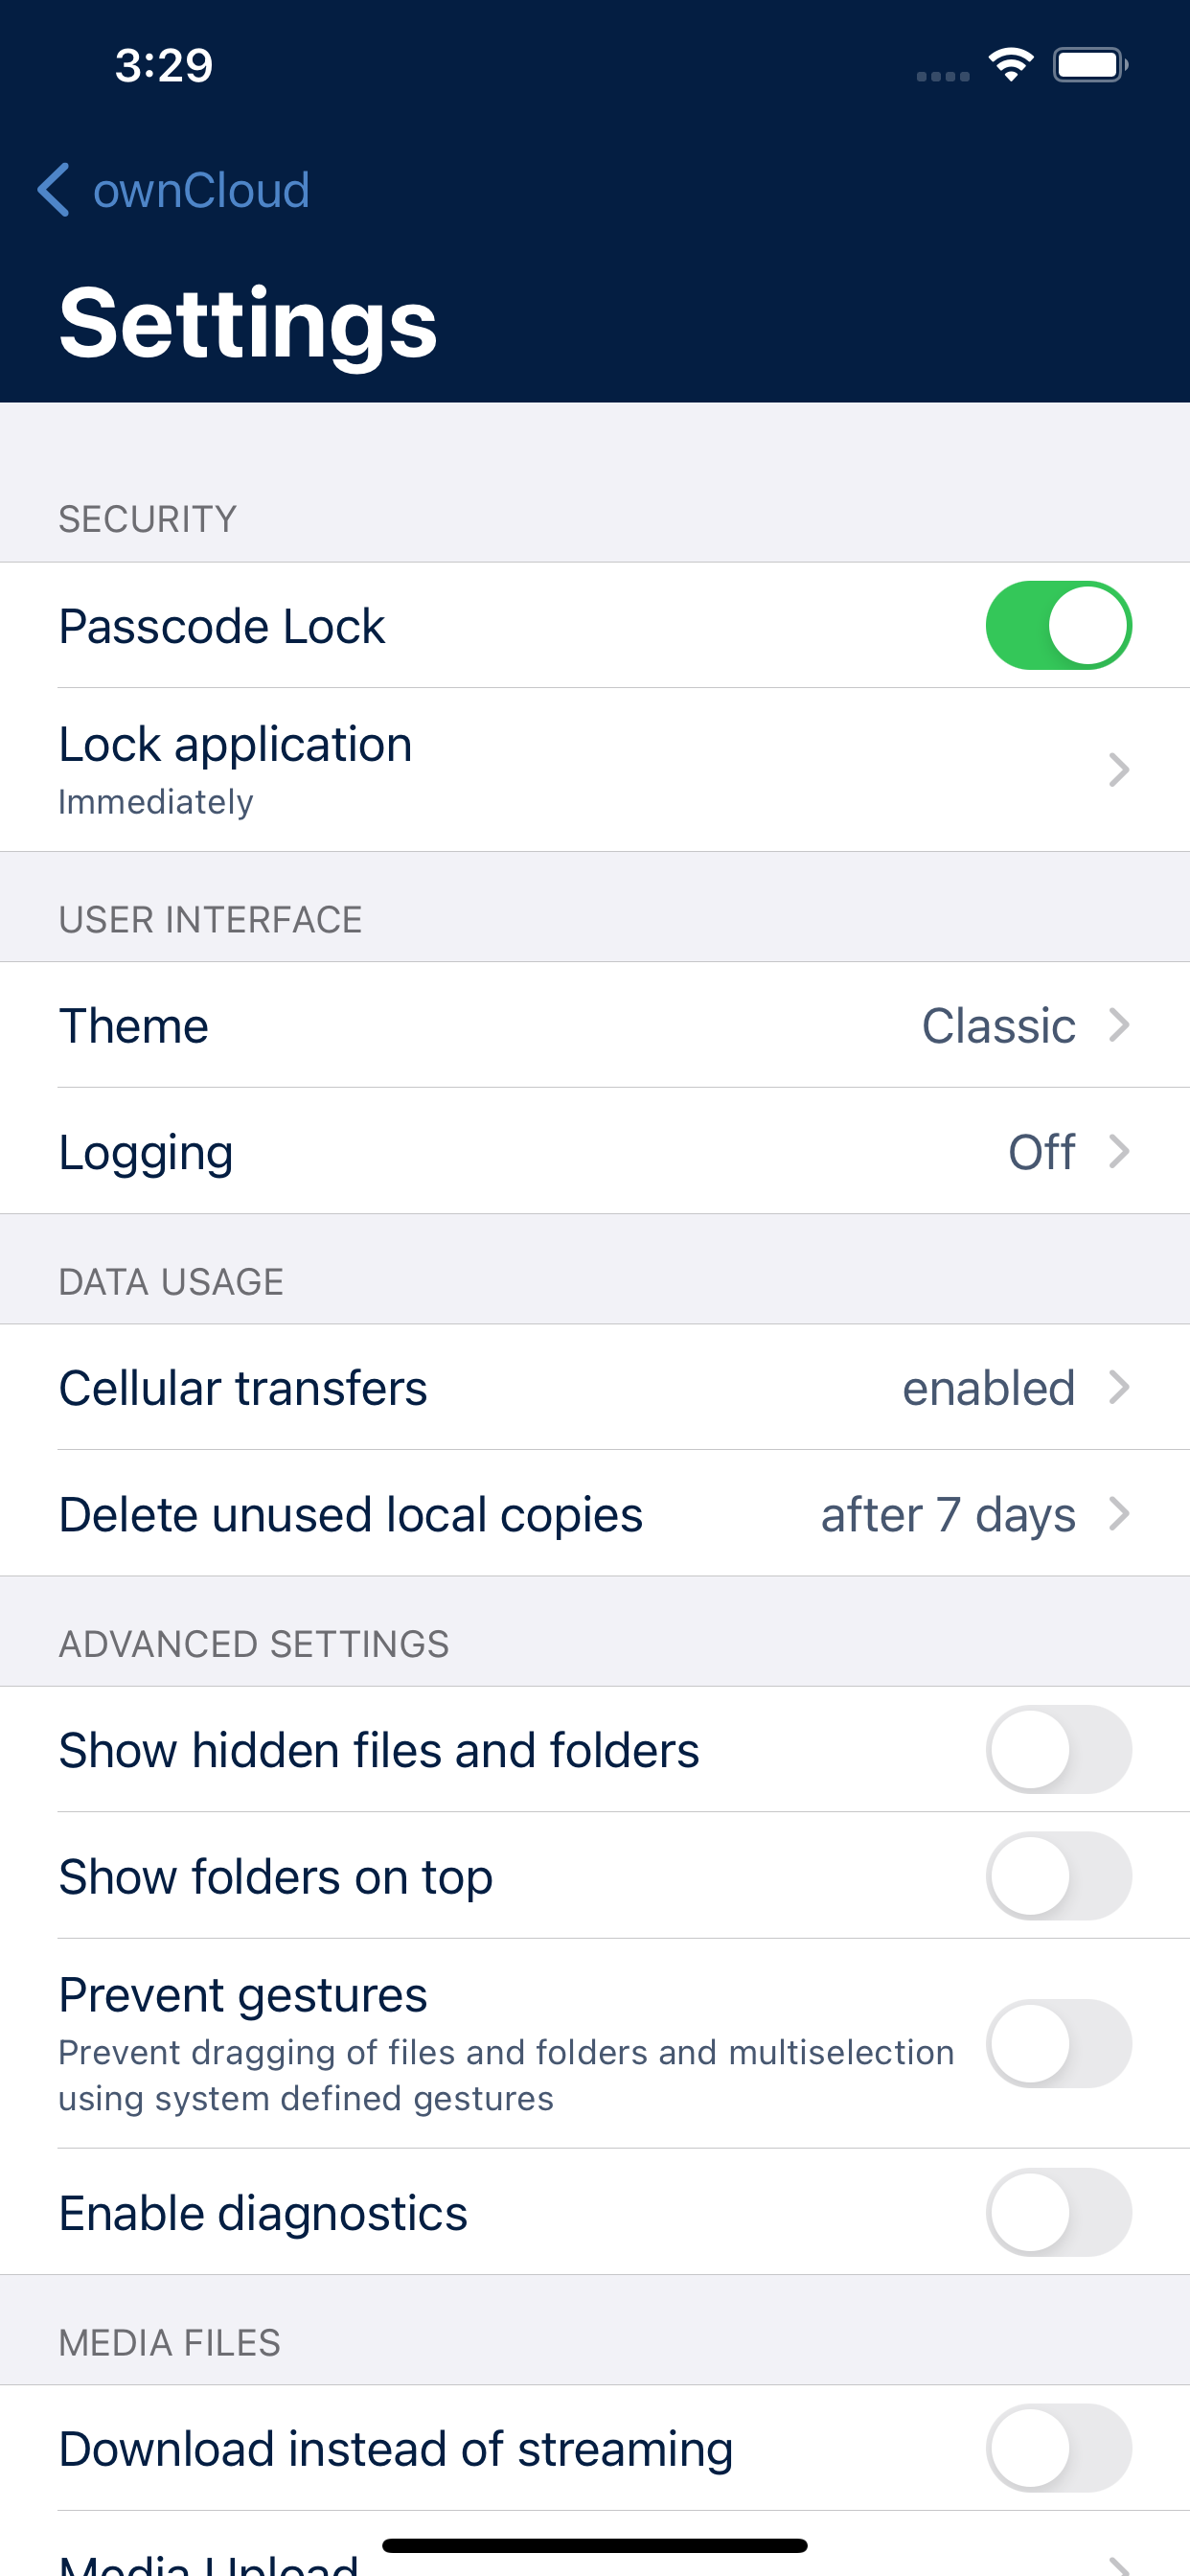 3:29
ownCloud
Settings
SECURITY
Passcode Lock
Lock application
Immediately
USER INTERFACE
Theme Classic
Logging Off
DATA USAGE
Cellular transfers enabled
Delete unused local copies after 7 days
ADVANCED SETTINGS
Show hidden files and folders
Show folders on top
Prevent gestures
Prevent dragging of files and folders and multiselection
using system defined gestures
Enable diagnostics
MEDIA FILES
Download instead of streaming
Media Upload